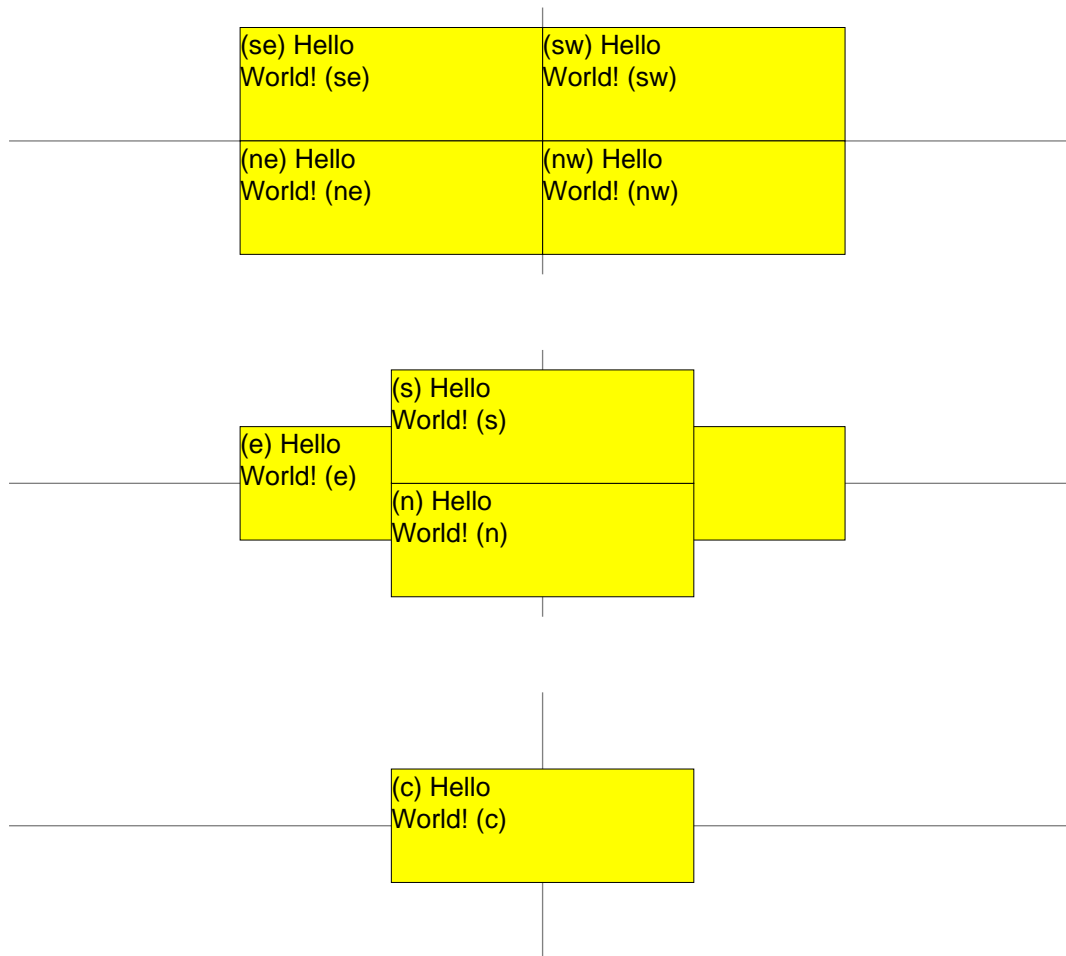 (se) Hello
World! (se)
(sw) Hello
World! (sw)
(ne) Hello
World! (ne)
(nw) Hello
World! (nw)
(s) Hello
World! (s)
(e) Hello
World! (e)
(n) Hello
World! (n)
(c) Hello
World! (c)